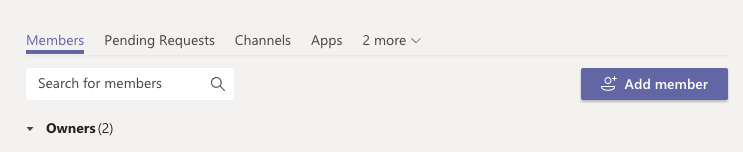 Members Pending Requests Channels Apps 2 more
Search for members Add member
Owners (2)